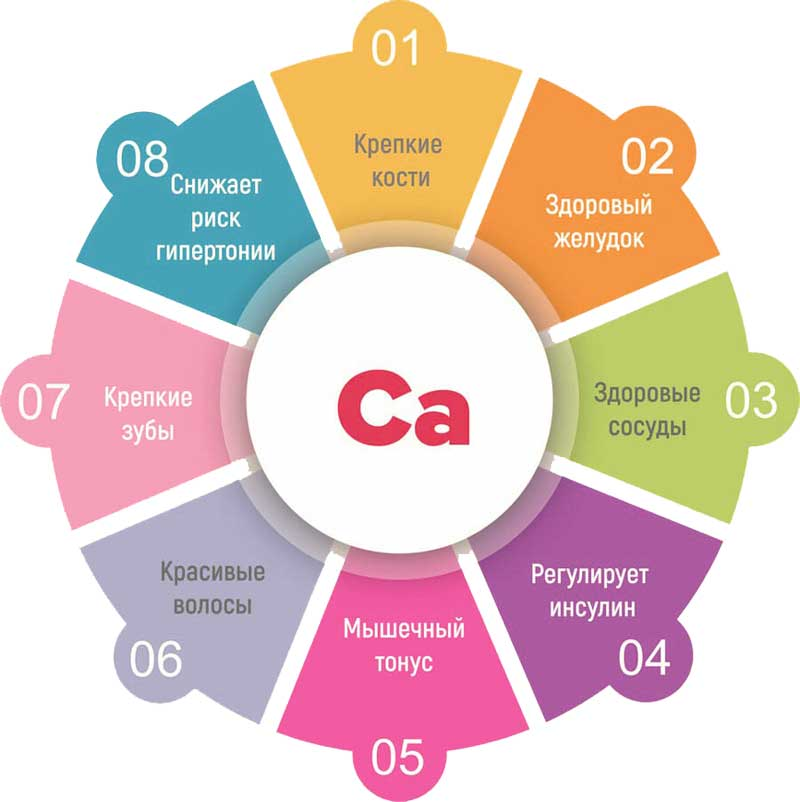 01
Крепкие
кости
02
Здоровый
желудок
03
Здоровые
сосуды
04
Регулирует
инсулин
05
Мышечный
тонус
06
Красивые
волосы
07
Крепкие
зубы
08
Снижает
риск
гипертонии
Ca